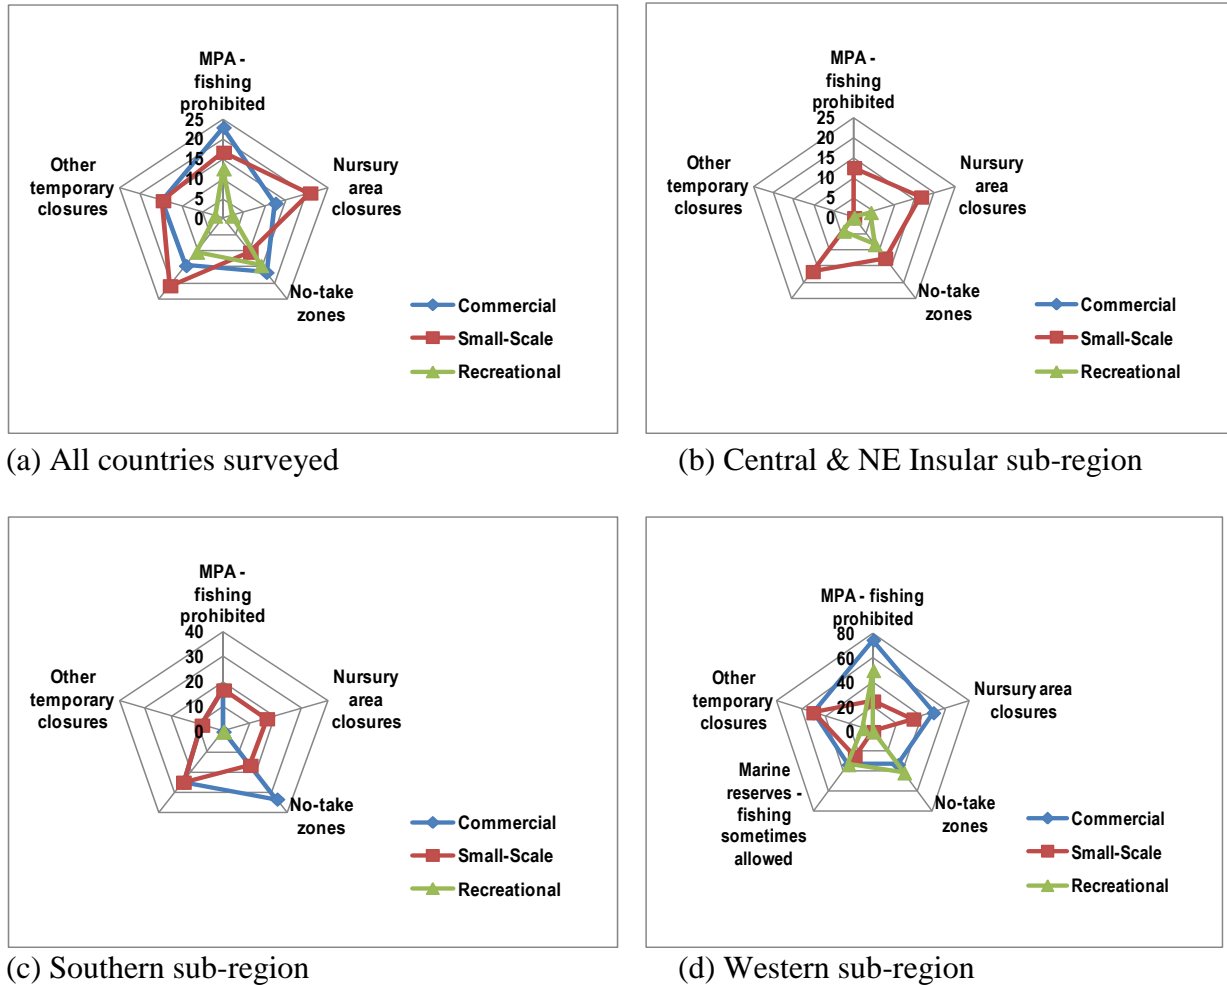 MPA -
fishing
prohibited
25
20
15
10
5
0
Nursury
area
closures
No-take
zones
Other
temporary
closures
Commercial
Small-Scale
Recreational
(a) All countries surveyed
MPA -
fishing
prohibited
25
20
15
10
5
0
Nursury
area
closures
No-take
zones
Other
temporary
closures
Commercial
Small-Scale
Recreational
(b) Central & NE Insular sub-region
MPA -
fishing
prohibited
40
30
20
10
0
Nursury
area
closures
No-take
zones
Other
temporary
closures
Commercial
Small-Scale
Recreational
(c) Southern sub-region
MPA - fishing
prohibited
80
60
40
20
0
Nursury area
closures
No-take
zones
Marine
reserves -
fishing
sometimes
allowed
Other
temporary
closures
Commercial
Small-Scale
Recreational
(d) Western sub-region